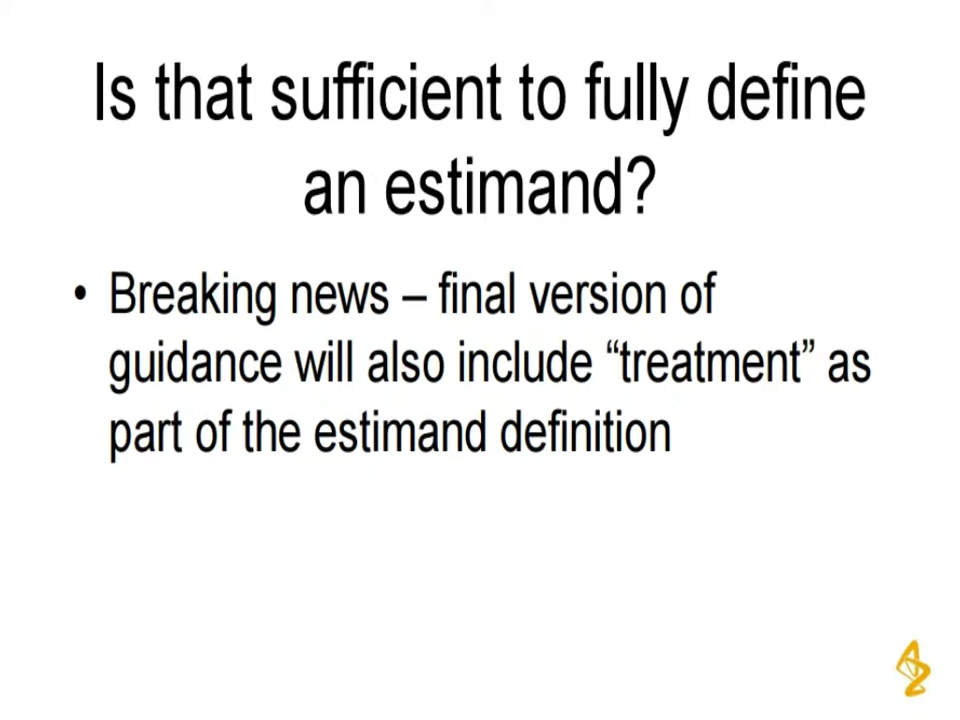 Is that sufficient to fully define
an estimand?
• Breaking news – final version of
guidance will also include “treatment” as
part of the estimand definition